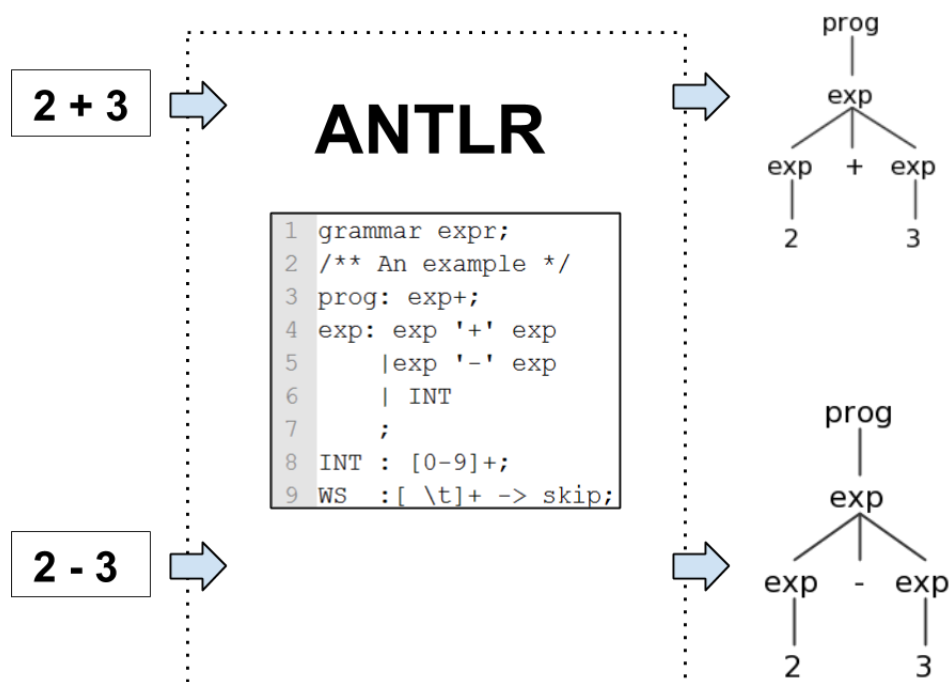 2 + 3
ANTLR
1 grammar expr;
2 /** An example */
3 prog: exp+;
4 exp: exp '+' exp
5     |exp '-' exp
6     | INT
7     ;
8 INT : [0-9]+;
9 WS  :[ \t]+ -> skip;
prog
exp
exp + exp
2 3
2 - 3
prog
exp
exp - exp
2 3